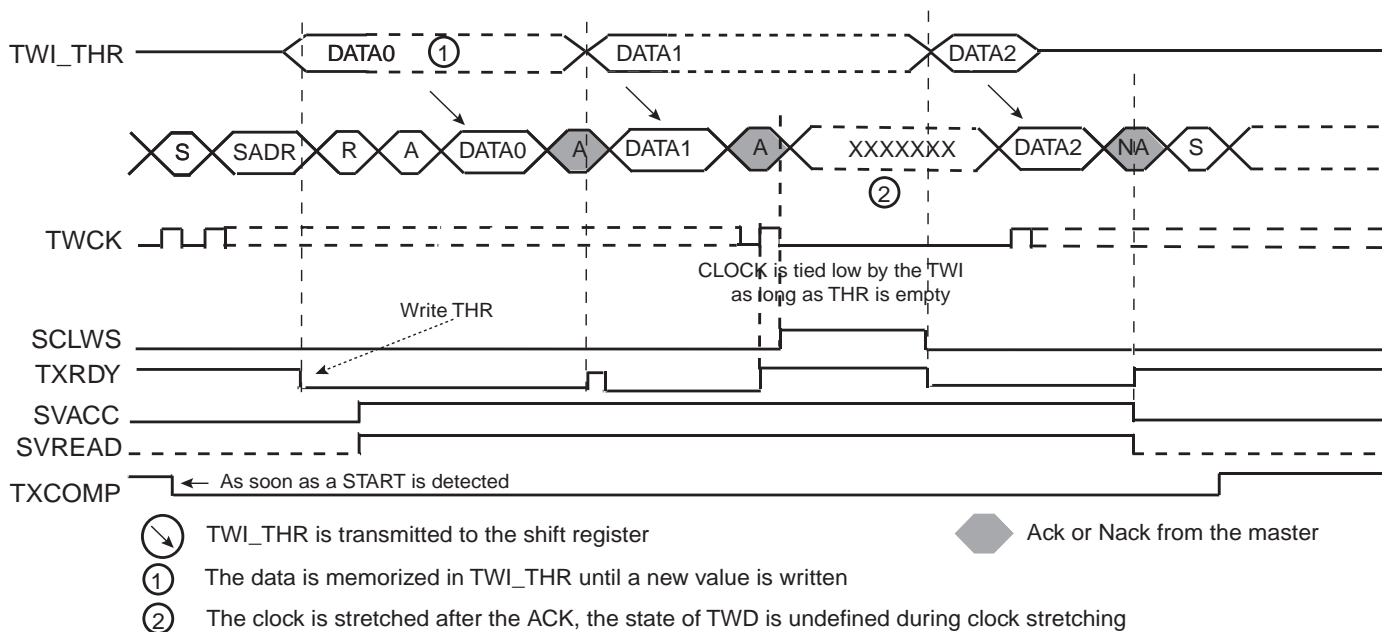 TWI_THR DATA0 1 DATA1 DATA2
S SADR R A DATA0 A DATA1 A XXXXXXX DATA2 NA S
2
TWCK
CLOCK is tied low by the TWI
as long as THR is empty
Write THR
SCLWS
TXRDY
SVACC
SVREAD
TXCOMP As soon as a START is detected
TWI_THR is transmitted to the shift register Ack or Nack from the master
1 The data is memorized in TWI_THR until a new value is written
2 The clock is stretched after the ACK, the state of TWD is undefined during clock stretching